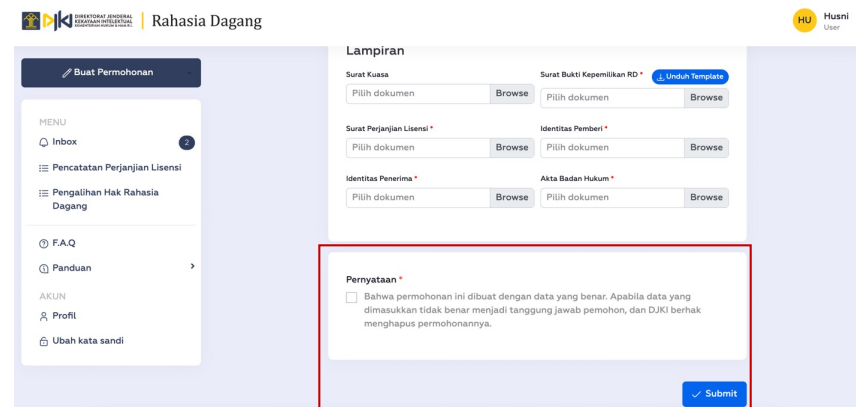 DIREKTORAT JENDERAL
KEKAYAAN INTELEKTUAL
KEMENTERIAN HUKUM & HAM R.I.
Rahasia Dagang
HU
Husni
User
Buat Permohonan
MENU
Inbox 2
Pencatatan Perjanjian Lisensi
Pengalihan Hak Rahasia
Dagang
F.A.Q
Panduan
AKUN
Profil
Ubah kata sandi
Lampiran
Surat Kuasa
Pilih dokumen Browse
Surat Bukti Kepemilikan RD * Unduh Template
Pilih dokumen Browse
Surat Perjanjian Lisensi *
Pilih dokumen Browse
Identitas Pemberi *
Pilih dokumen Browse
Identitas Penerima *
Pilih dokumen Browse
Akta Badan Hukum *
Pilih dokumen Browse
Pernyataan *
Bahwa permohonan ini dibuat dengan data yang benar. Apabila data yang
dimasukkan tidak benar menjadi tanggung jawab pemohon, dan DJKI berhak
menghapus permohonannya.
Submit